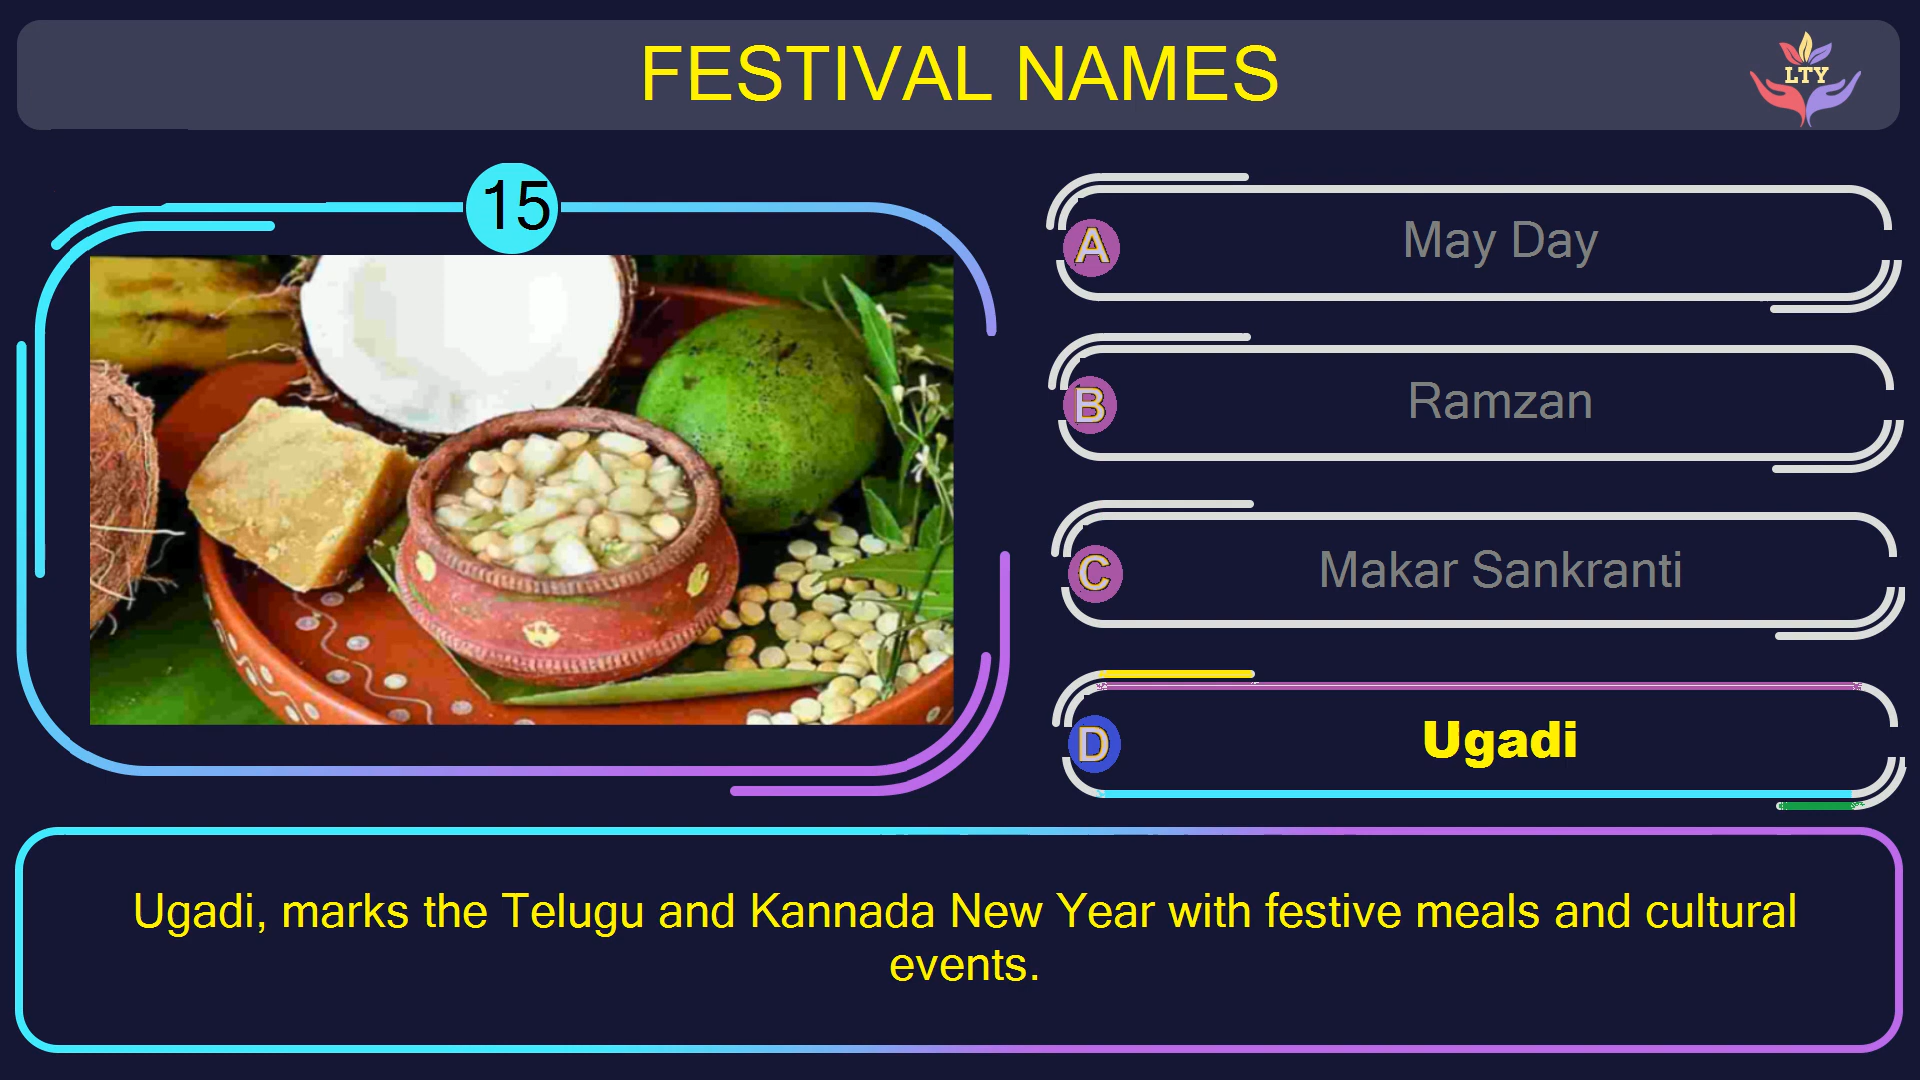 FESTIVAL NAMES
LTY
15
A
May Day
B
Ramzan
C
Makar Sankranti
D
Ugadi
Ugadi, marks the Telugu and Kannada New Year with festive meals and cultural
events.